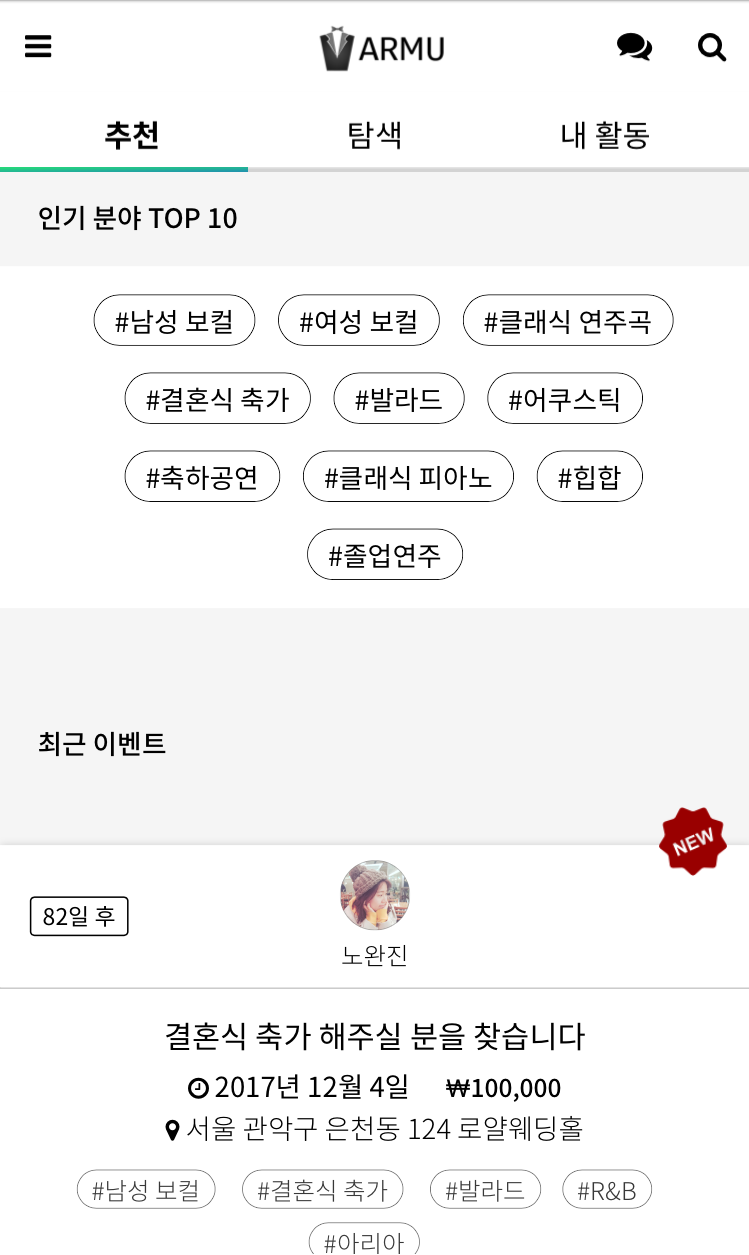 ARMU
추천 탐색 내 활동
인기 분야 TOP 10
#남성 보컬 #여성 보컬 #클래식 연주곡
#결혼식 축가 #발라드 #어쿠스틱
#축하공연 #클래식 피아노 #힙합
#졸업연주
최근 이벤트
NEW
82일 후
노완진
결혼식 축가 해주실 분을 찾습니다
2017년 12월 4일 ₩100,000
서울 관악구 은천동 124 로얄웨딩홀
#남성 보컬 #결혼식 축가 #발라드 #R&B
#아리아